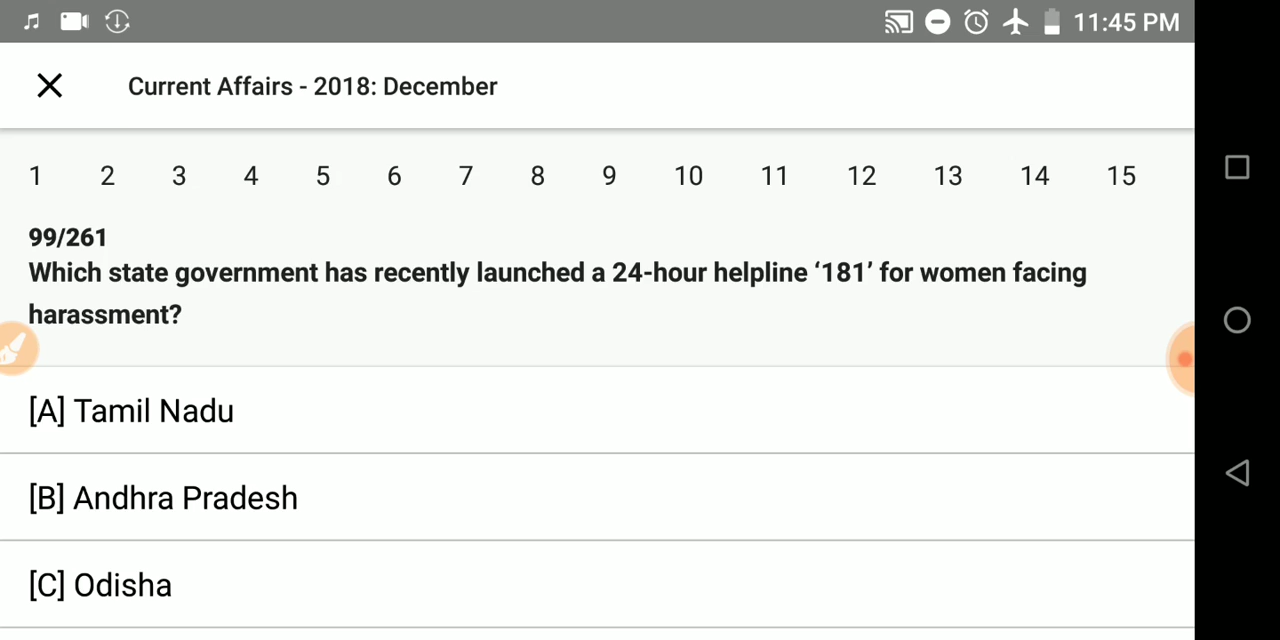 11:45 PM
Current Affairs - 2018: December
1 2 3 4 5 6 7 8 9 10 11 12 13 14 15
99/261
Which state government has recently launched a 24-hour helpline ‘181’ for women facing
harassment?
[A] Tamil Nadu
[B] Andhra Pradesh
[C] Odisha